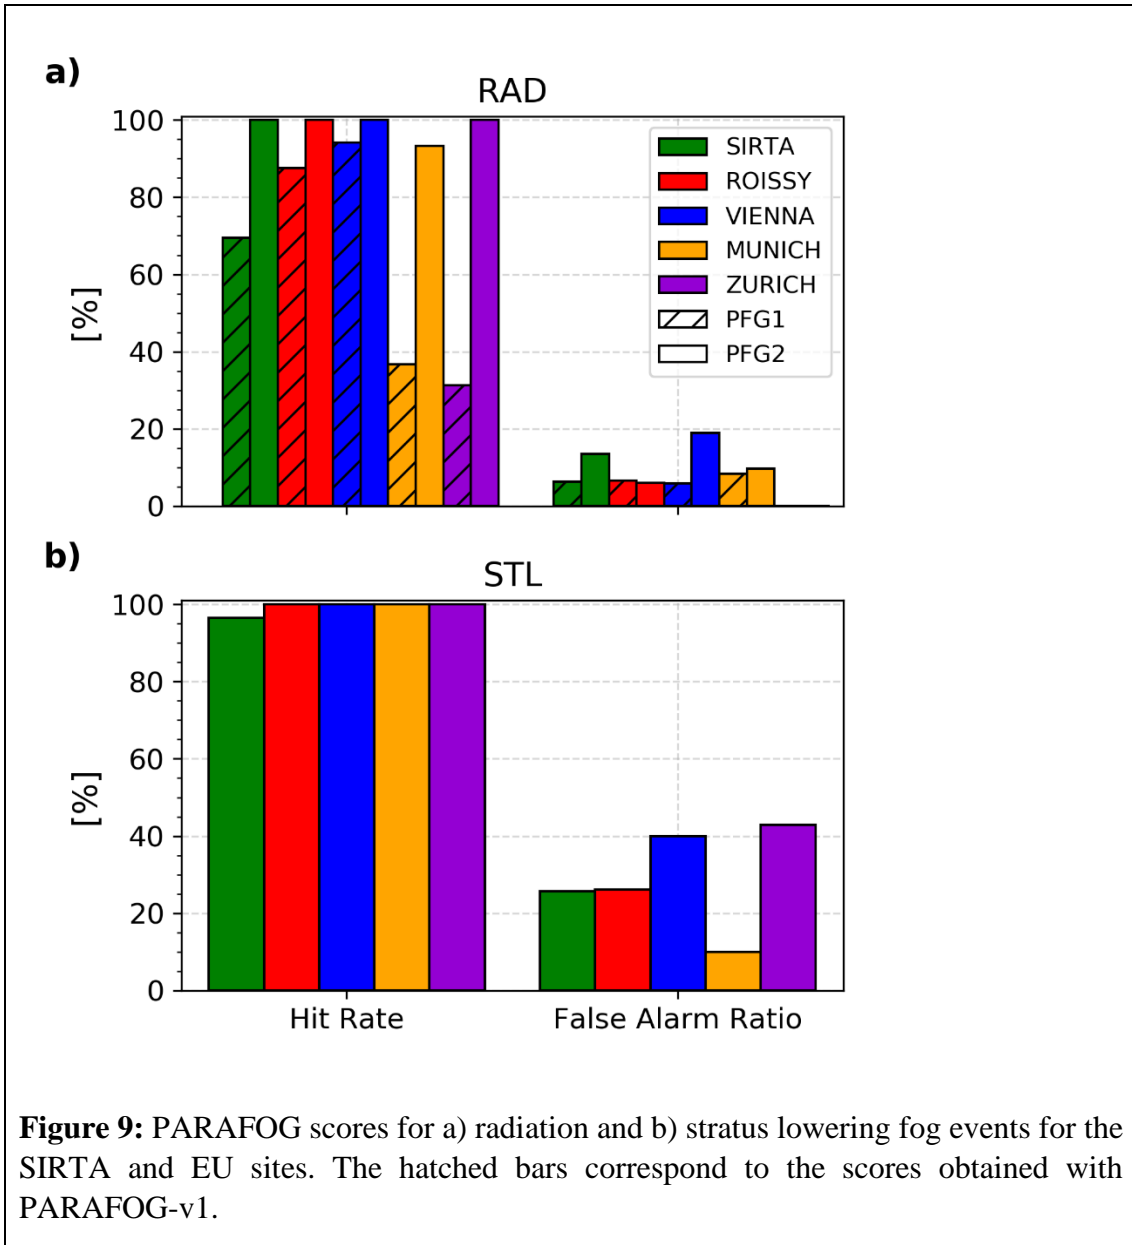 a)
RAD
100
80
60
40
20
0
[%]
SIRTA
ROISSY
VIENNA
MUNICH
ZURICH
PFG1
PFG2
b)
STL
100
80
60
40
20
0
[%]
Hit Rate
False Alarm Ratio
Figure 9: PARAFOG scores for a) radiation and b) stratus lowering fog events for the
SIRTA and EU sites. The hatched bars correspond to the scores obtained with
PARAFOG-v1.